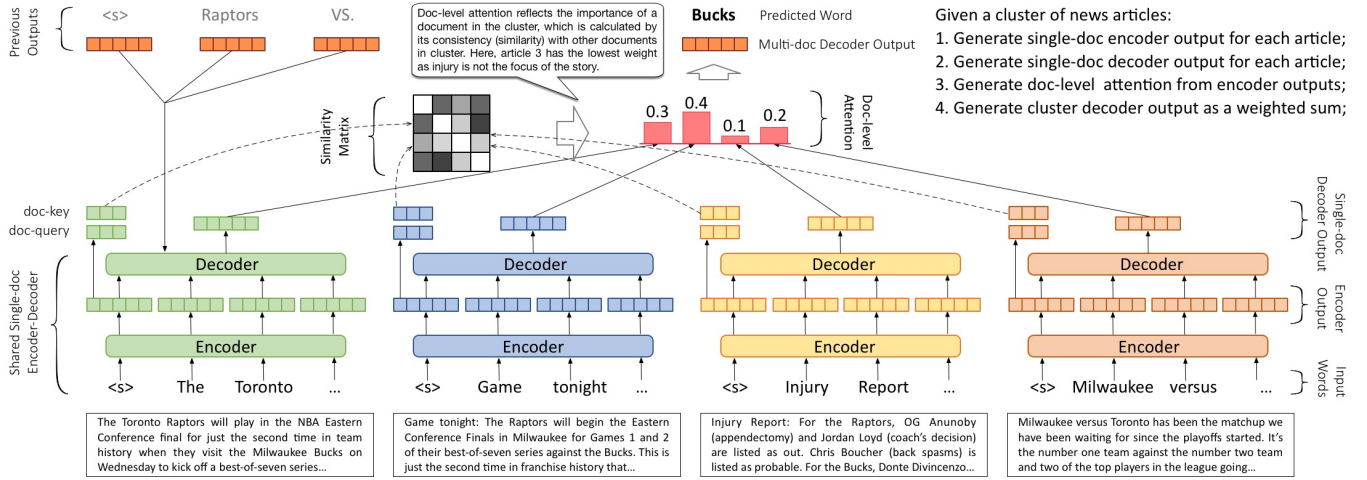 Previous
Outputs
<s>
Raptors
VS.
Doc-level attention reflects the importance of a
document in the cluster, which is calculated by
its consistency (similarity) with other documents
in cluster. Here, article 3 has the lowest weight
as injury is not the focus of the story.
Bucks
Predicted Word
Multi-doc Decoder Output
Given a cluster of news articles:
1. Generate single-doc encoder output for each article;
2. Generate single-doc decoder output for each article;
3. Generate doc-level attention from encoder outputs;
4. Generate cluster decoder output as a weighted sum;
Similarity
Matrix
0.3
0.4
0.1
0.2
Doc-level
Attention
doc-key
doc-query
Single-doc
Decoder Output
Shared Single-doc
Encoder-Decoder
Decoder
Decoder
Decoder
Decoder
Encoder
Output
Encoder
Encoder
Encoder
Encoder
<s> The Toronto ...
<s> Game tonight ...
<s> Injury Report ...
<s> Milwaukee versus ...
Input
Words
The Toronto Raptors will play in the NBA Eastern
Conference final for just the second time in team
history when they visit the Milwaukee Bucks on
Wednesday to kick off a best-of-seven series...
Game tonight: The Raptors will begin the Eastern
Conference Finals in Milwaukee for Games 1 and 2
of their best-of-seven series against the Bucks. This is
just the second time in franchise history that...
Injury Report: For the Raptors, OG Anunoby
(appendectomy) and Jordan Loyd (coach's decision)
are listed as out. Chris Boucher (back spasms) is
listed as probable. For the Bucks, Donte Divincenzo...
Milwaukee versus Toronto has been the matchup we
have been waiting for since the playoffs started. It's
the number one team against the number two team
and two of the top players in the league going...